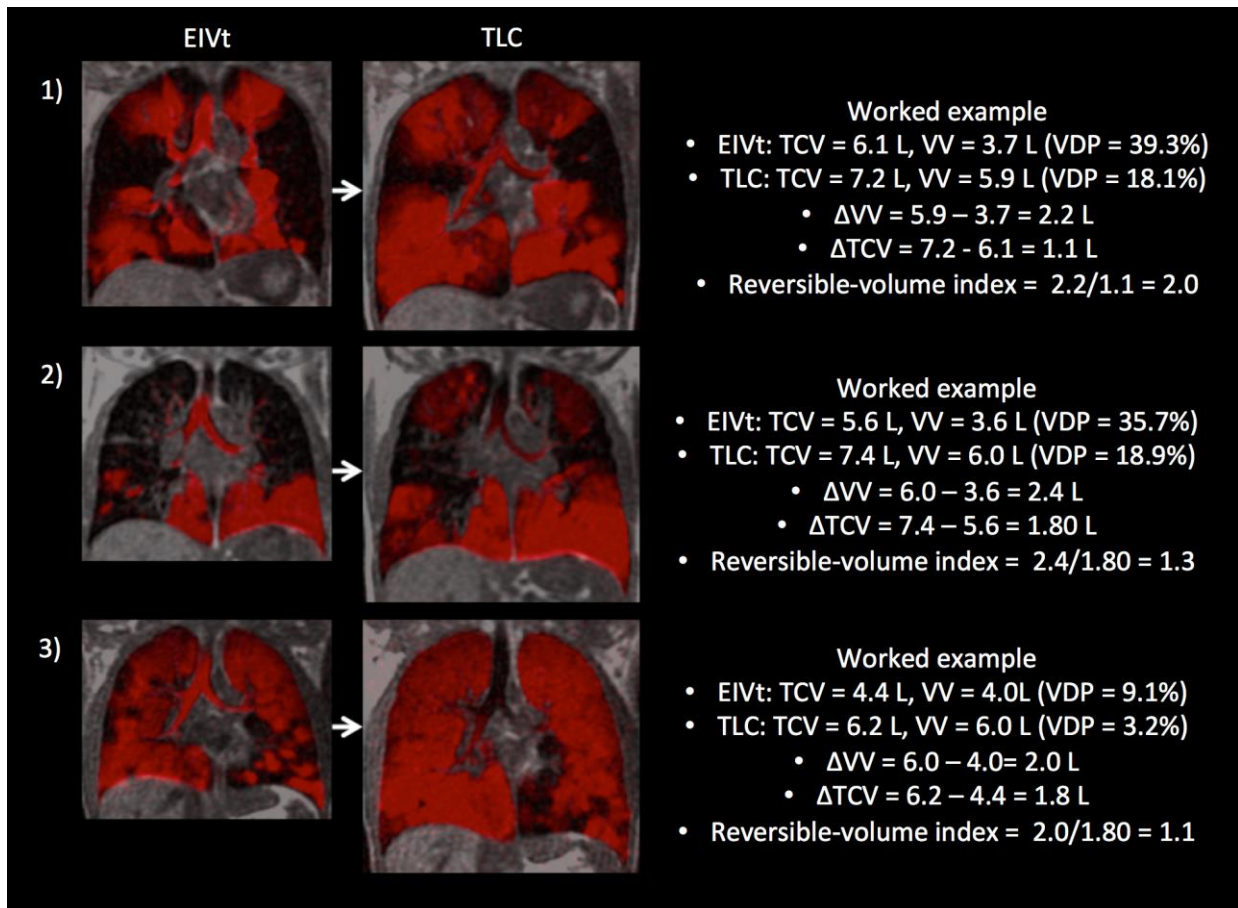 EIVt TLC
1)
Worked example
• EIVt: TCV = 6.1 L, VV = 3.7 L (VDP = 39.3%)
• TLC: TCV = 7.2 L, VV = 5.9 L (VDP = 18.1%)
• ΔVV = 5.9 – 3.7 = 2.2 L
• ΔTCV = 7.2 - 6.1 = 1.1 L
• Reversible-volume index = 2.2/1.1 = 2.0
2)
Worked example
• EIVt: TCV = 5.6 L, VV = 3.6 L (VDP = 35.7%)
• TLC: TCV = 7.4 L, VV = 6.0 L (VDP = 18.9%)
• ΔVV = 6.0 – 3.6 = 2.4 L
• ΔTCV = 7.4 – 5.6 = 1.80 L
• Reversible-volume index = 2.4/1.80 = 1.3
3)
Worked example
• EIVt: TCV = 4.4 L, VV = 4.0L (VDP = 9.1%)
• TLC: TCV = 6.2 L, VV = 6.0 L (VDP = 3.2%)
• ΔVV = 6.0 – 4.0= 2.0 L
• ΔTCV = 6.2 – 4.4 = 1.8 L
• Reversible-volume index = 2.0/1.80 = 1.1